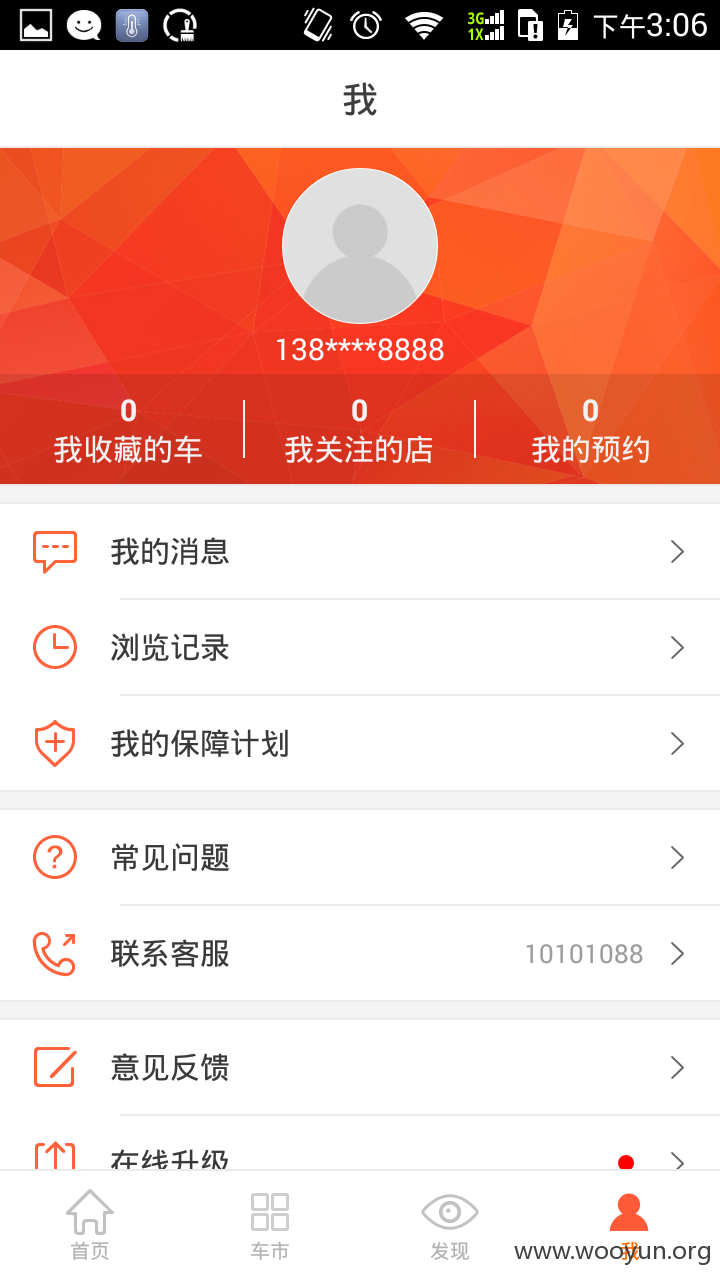 3G
1X
下午3:06
我
138****8888
0
0
0
我收藏的车
我关注的店
我的预约
我的消息
浏览记录
我的保障计划
常见问题
联系客服
10101088
意见反馈
在线升级
首页
车市
发现
我
www.wooyun.org